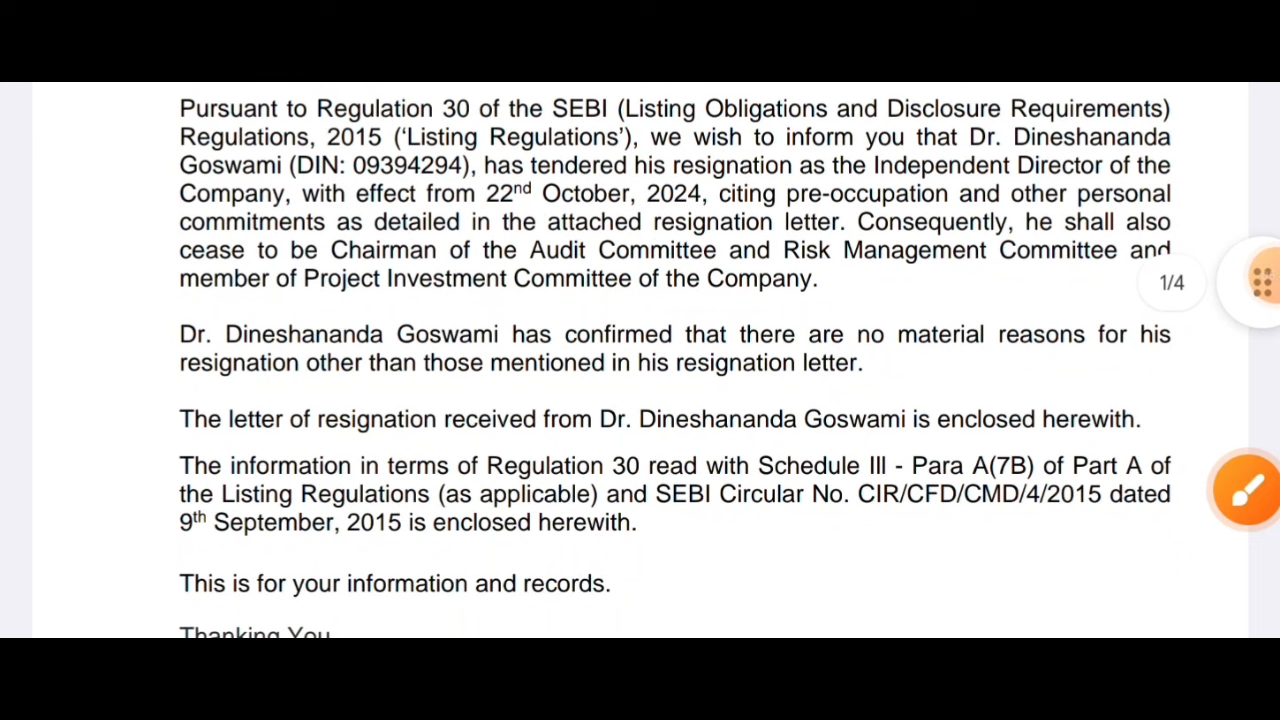 Pursuant to Regulation 30 of the SEBI (Listing Obligations and Disclosure Requirements)
Regulations, 2015 (‘Listing Regulations’), we wish to inform you that Dr. Dineshananda
Goswami (DIN: 09394294), has tendered his resignation as the Independent Director of the
Company, with effect from 22nd October, 2024, citing pre-occupation and other personal
commitments as detailed in the attached resignation letter. Consequently, he shall also
cease to be Chairman of the Audit Committee and Risk Management Committee and
member of Project Investment Committee of the Company.
1/4
Dr. Dineshananda Goswami has confirmed that there are no material reasons for his
resignation other than those mentioned in his resignation letter.
The letter of resignation received from Dr. Dineshananda Goswami is enclosed herewith.
The information in terms of Regulation 30 read with Schedule III - Para A(7B) of Part A of
the Listing Regulations (as applicable) and SEBI Circular No. CIR/CFD/CMD/4/2015 dated
9th September, 2015 is enclosed herewith.
This is for your information and records.
Thanking You